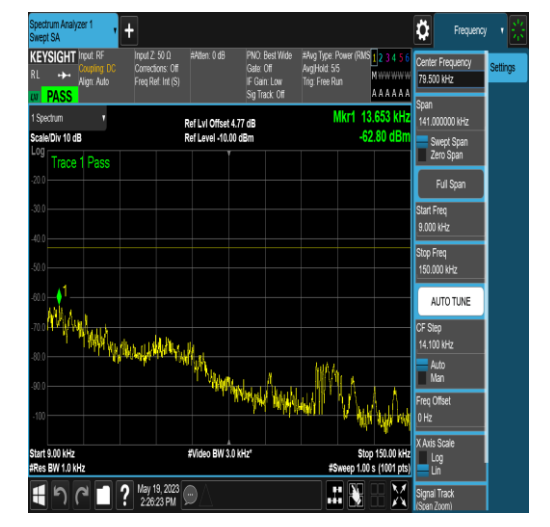 Spectrum Analyzer 1
Swept SA
+
Frequency
KEYSIGHT
RL
PASS
Input: RF
Coupling: DC
Align: Auto
Input Z: 50 Ω
Corrections: Off
Freq Ref: Int (S)
#Atten: 0 dB
PNO: Best Wide
Gate: Off
IF Gain: Low
Sig Track: Off
#Avg Type: Power (RMS
Avg|Hold: 5/5
Trig: Free Run
1 2 3 4 5 6
M W W W W W
A A A A A A
1 Spectrum
Scale/Div 10 dB
Ref Lvl Offset 4.77 dB
Ref Level -10.00 dBm
Mkr1 13.653 kHz
-62.80 dBm
Log
Trace 1 Pass
1
-20.0
-30.0
-40.0
-50.0
-60.0
-70.0
-80.0
-90.0
-100
Start 9.00 kHz
#Res BW 1.0 kHz
#Video BW 3.0 kHz*
Stop 150.00 kHz
#Sweep 1.00 s (1001 pts)
Center Frequency
79.500 kHz
Settings
Span
141.000000 kHz
Swept Span
Zero Span
Full Span
Start Freq
9.000 kHz
Stop Freq
150.000 kHz
AUTO TUNE
CF Step
14.100 kHz
Auto
Man
Freq Offset
0 Hz
X Axis Scale
Log
Lin
Signal Track
(Span Zoom)
?
May 19, 2023
2:26:23 PM